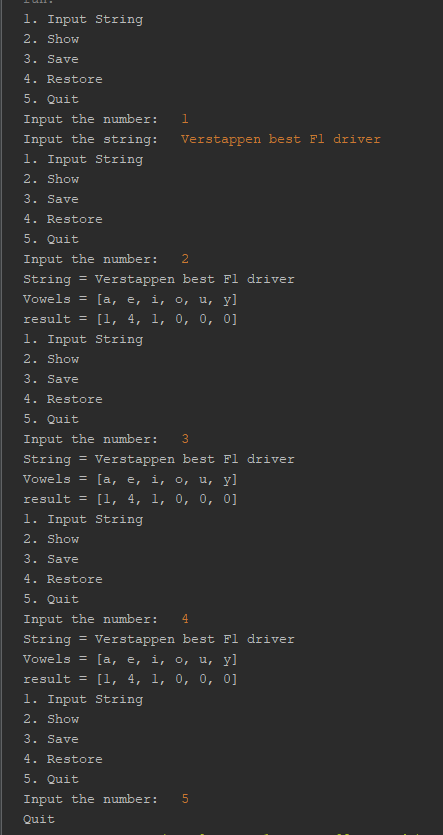 run:
1. Input String
2. Show
3. Save
4. Restore
5. Quit
Input the number: 1
Input the string: Verstappen best F1 driver
1. Input String
2. Show
3. Save
4. Restore
5. Quit
Input the number: 2
String = Verstappen best F1 driver
Vowels = [a, e, i, o, u, y]
result = [1, 4, 1, 0, 0, 0]
1. Input String
2. Show
3. Save
4. Restore
5. Quit
Input the number: 3
String = Verstappen best F1 driver
Vowels = [a, e, i, o, u, y]
result = [1, 4, 1, 0, 0, 0]
1. Input String
2. Show
3. Save
4. Restore
5. Quit
Input the number: 4
String = Verstappen best F1 driver
Vowels = [a, e, i, o, u, y]
result = [1, 4, 1, 0, 0, 0]
1. Input String
2. Show
3. Save
4. Restore
5. Quit
Input the number: 5
Quit